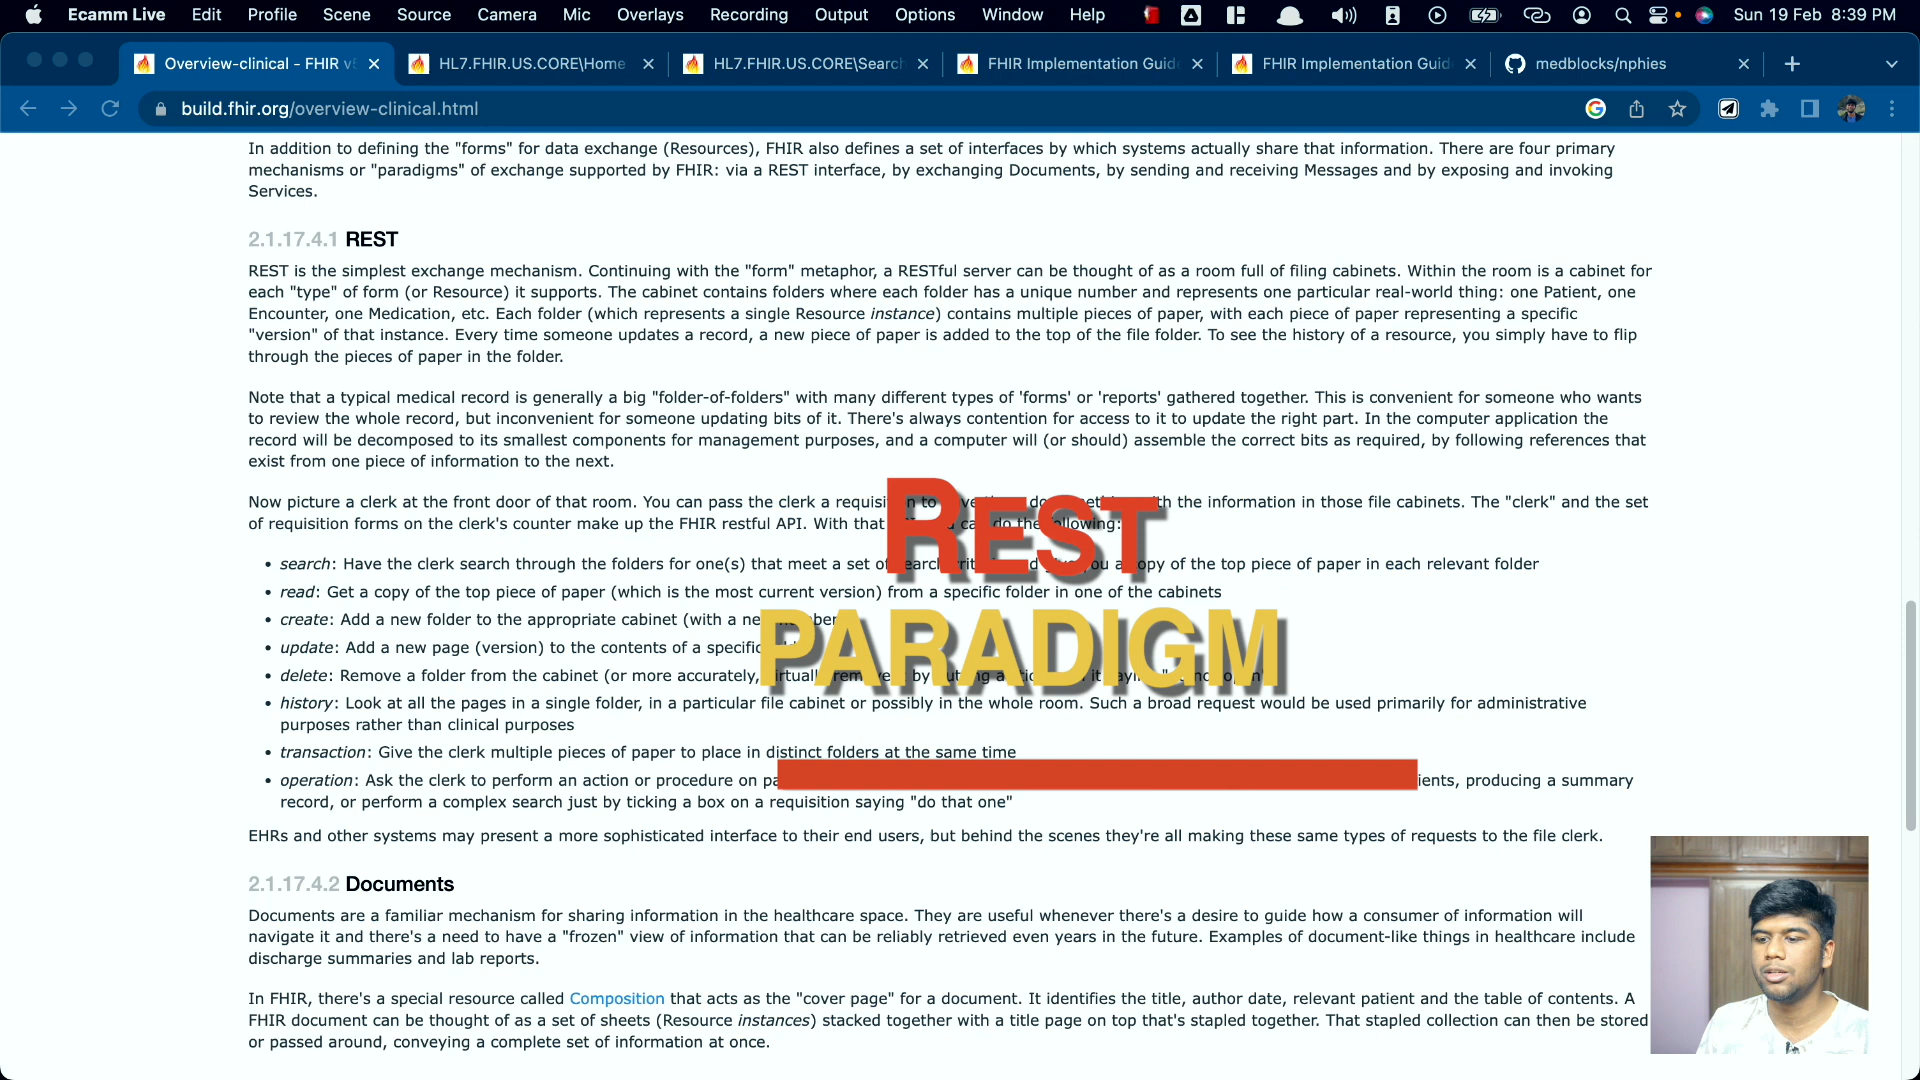 Ecamm Live Edit Profile Scene Source Camera Mic Overlays Recording Output Options Window Help Sun 19 Feb 8:39 PM
Overview-clinical - FHIR v5 HL7.FHIR.US.CORE\Home HL7.FHIR.US.CORE\Search FHIR Implementation Guid FHIR Implementation Guid medblocks/nphies
build.fhir.org/overview-clinical.html
In addition to defining the "forms" for data exchange (Resources), FHIR also defines a set of interfaces by which systems actually share that information. There are four primary
mechanisms or "paradigms" of exchange supported by FHIR: via a REST interface, by exchanging Documents, by sending and receiving Messages and by exposing and invoking
Services.
2.1.17.4.1 REST
REST is the simplest exchange mechanism. Continuing with the "form" metaphor, a RESTful server can be thought of as a room full of filing cabinets. Within the room is a cabinet for
each "type" of form (or Resource) it supports. The cabinet contains folders where each folder has a unique number and represents one particular real-world thing: one Patient, one
Encounter, one Medication, etc. Each folder (which represents a single Resource instance) contains multiple pieces of paper, with each piece of paper representing a specific
"version" of that instance. Every time someone updates a record, a new piece of paper is added to the top of the file folder. To see the history of a resource, you simply have to flip
through the pieces of paper in the folder.
Note that a typical medical record is generally a big "folder-of-folders" with many different types of 'forms' or 'reports' gathered together. This is convenient for someone who wants
to review the whole record, but inconvenient for someone updating bits of it. There's always contention for access to it to update the right part. In the computer application the
record will be decomposed to its smallest components for management purposes, and a computer will (or should) assemble the correct bits as required, by following references that
exist from one piece of information to the next.
Now picture a clerk at the front door of that room. You can pass the clerk a to the information in those file cabinets. The "clerk" and the set
of requisition forms on the clerk's counter make up the FHIR restful API. With that do the following:
• search: Have the clerk search through the folders for one(s) that meet a set of you a copy of the top piece of paper in each relevant folder
• read: Get a copy of the top piece of paper (which is the most current version) from a specific folder in one of the cabinets
• create: Add a new folder to the appropriate cabinet (with a
• update: Add a new page (version) to the contents of a specific
• delete: Remove a folder from the cabinet (or more accurately, by
• history: Look at all the pages in a single folder, in a particular file cabinet or possibly in the whole room. Such a broad request would be used primarily for administrative
purposes rather than clinical purposes
• transaction: Give the clerk multiple pieces of paper to place in distinct folders at the same time
• operation: Ask the clerk to perform an action or procedure on producing a summary
record, or perform a complex search just by ticking a box on a requisition saying "do that one"
REST
PARADIGM
EHRs and other systems may present a more sophisticated interface to their end users, but behind the scenes they're all making these same types of requests to the file clerk.
2.1.17.4.2 Documents
Documents are a familiar mechanism for sharing information in the healthcare space. They are useful whenever there's a desire to guide how a consumer of information will
navigate it and there's a need to have a "frozen" view of information that can be reliably retrieved even years in the future. Examples of document-like things in healthcare include
discharge summaries and lab reports.
In FHIR, there's a special resource called Composition that acts as the "cover page" for a document. It identifies the title, author date, relevant patient and the table of contents. A
FHIR document can be thought of as a set of sheets (Resource instances) stacked together with a title page on top that's stapled together. That stapled collection can then be stored
or passed around, conveying a complete set of information at once.